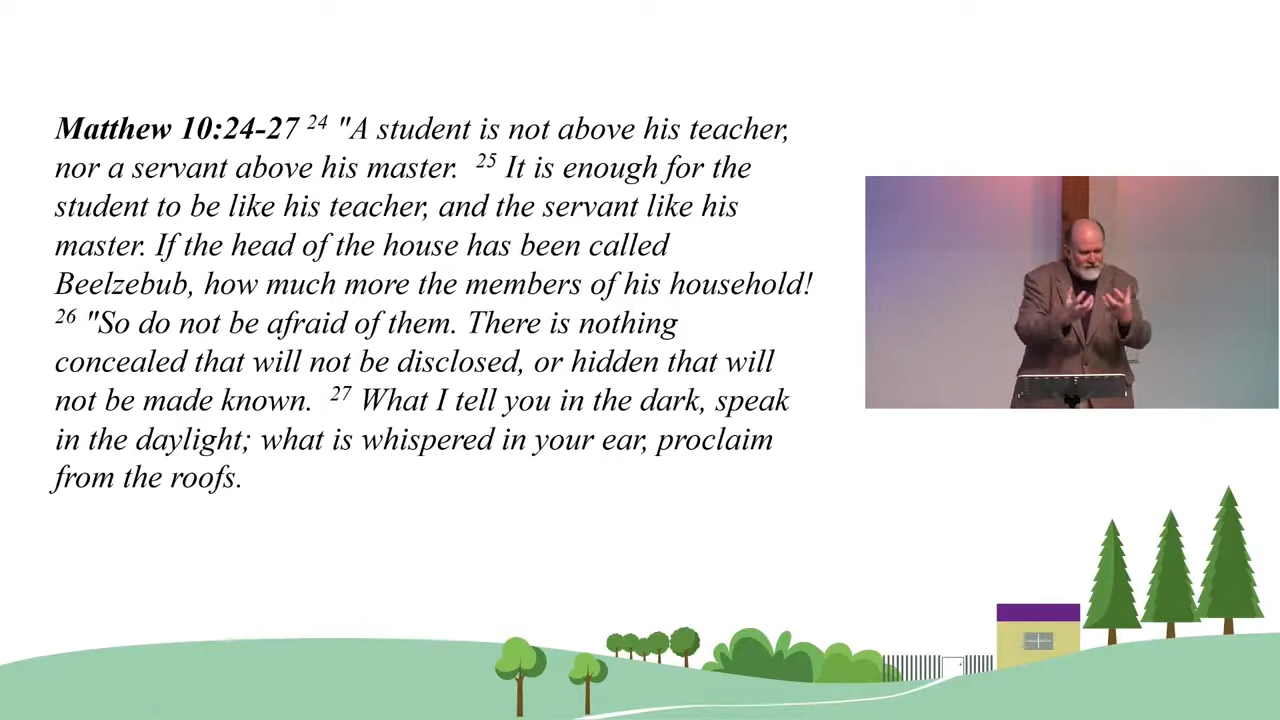 Matthew 10:24-27 24 "A student is not above his teacher,
nor a servant above his master. 25 It is enough for the
student to be like his teacher, and the servant like his
master. If the head of the house has been called
Beelzebub, how much more the members of his household!
26 "So do not be afraid of them. There is nothing
concealed that will not be disclosed, or hidden that will
not be made known. 27 What I tell you in the dark, speak
in the daylight; what is whispered in your ear, proclaim
from the roofs.